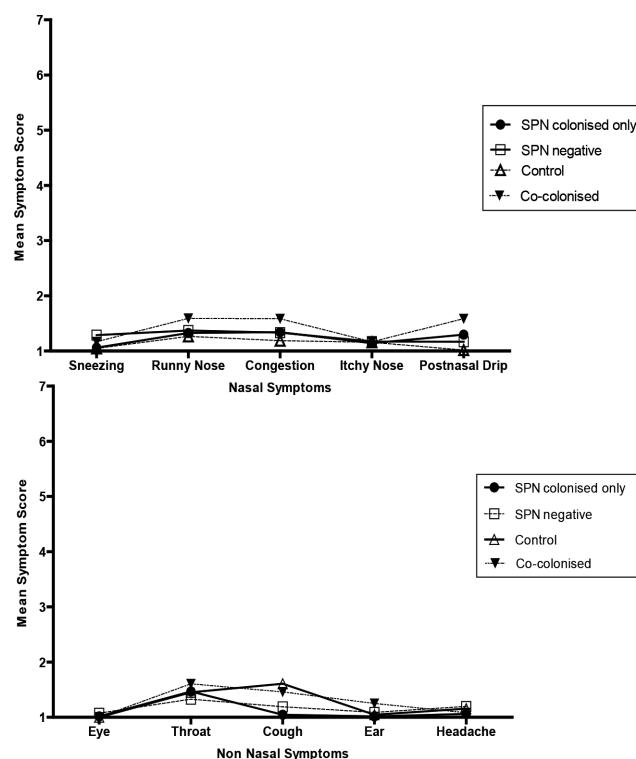 7
6
5
4
3
2
1
Mean Symptom Score
Sneezing Runny Nose Congestion Itchy Nose Postnasal Drip
Nasal Symptoms
SPN colonised only
SPN negative
Control
Co-colonised
7
6
5
4
3
2
1
Mean Symptom Score
Eye Throat Cough Ear Headache
Non Nasal Symptoms
SPN colonised only
SPN negative
Control
Co-colonised